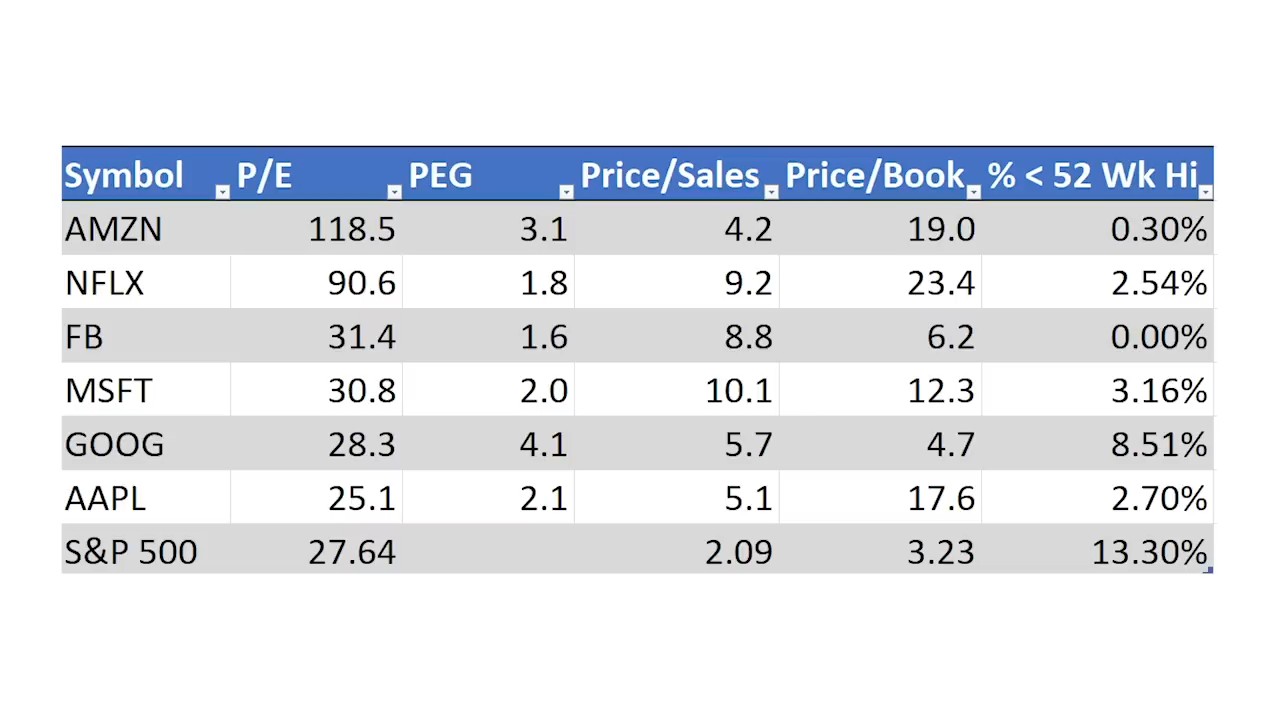 Symbol P/E PEG Price/Sales Price/Book % < 52 Wk Hi
AMZN 118.5 3.1 4.2 19.0 0.30%
NFLX 90.6 1.8 9.2 23.4 2.54%
FB 31.4 1.6 8.8 6.2 0.00%
MSFT 30.8 2.0 10.1 12.3 3.16%
GOOG 28.3 4.1 5.7 4.7 8.51%
AAPL 25.1 2.1 5.1 17.6 2.70%
S&P 500 27.64 2.09 3.23 13.30%